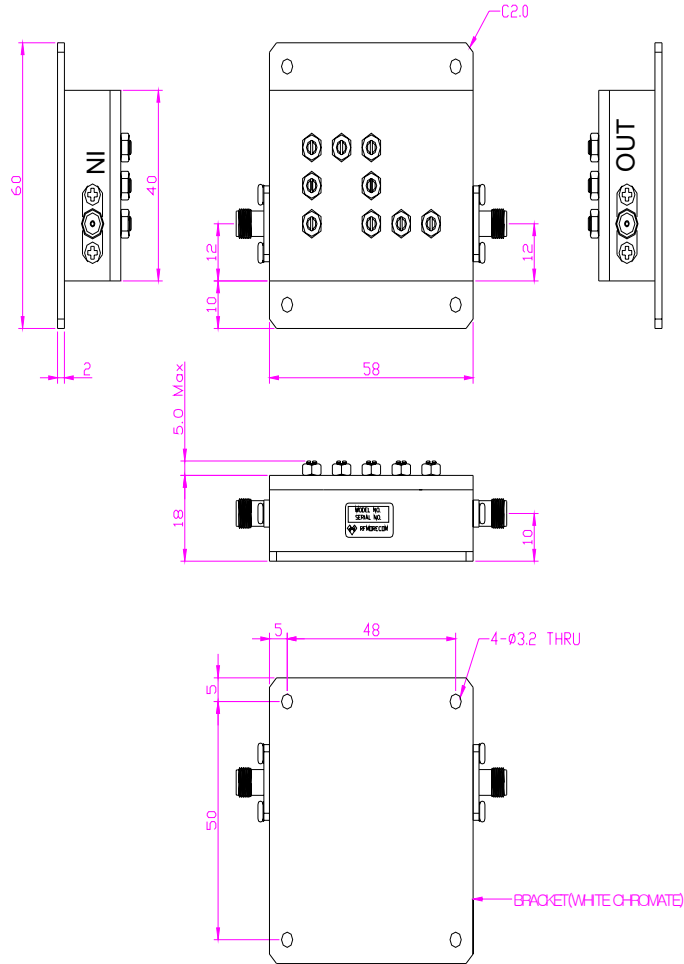 C2.0
60
NI
40
12
10
12
OUT
2
58
5.0 Max
18
MODEL NO.
SERIAL NO.
RFMORECOM
10
5
48
4-ø3.2 THRU
5
50
BRACKET(WHITE CHROMATE)